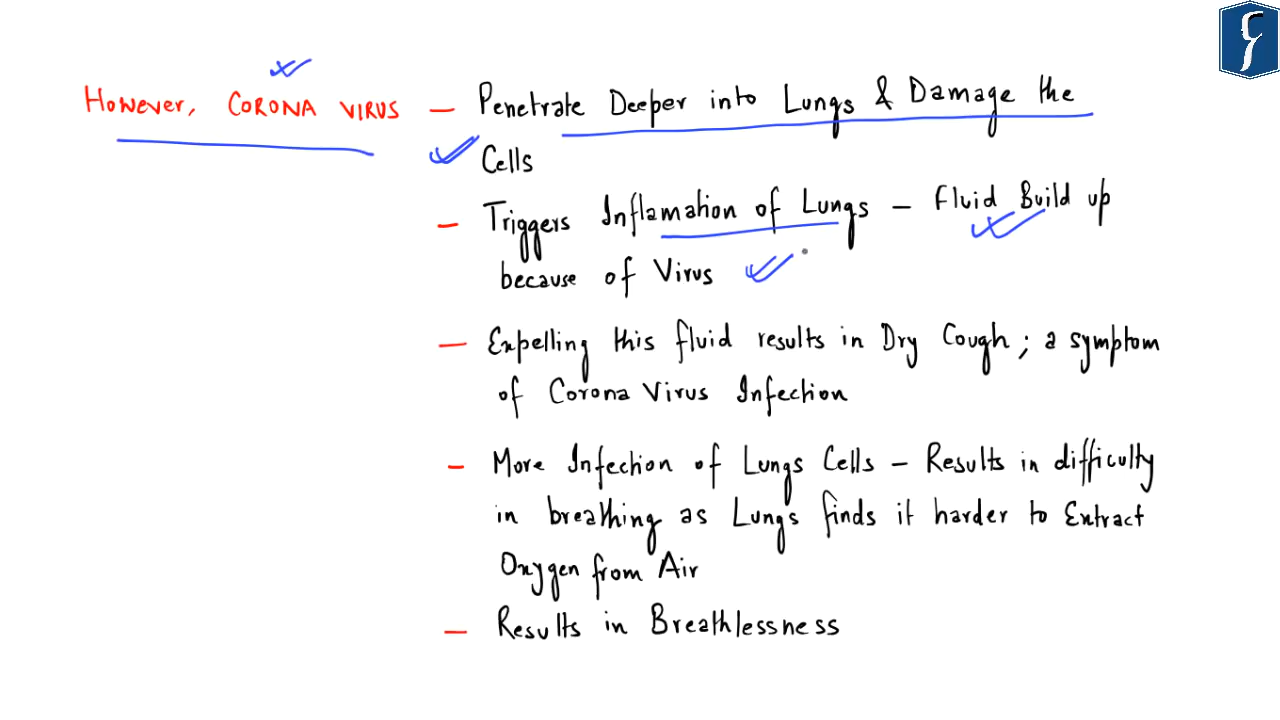 However, CORONA VIRUS — Penetrate Deeper into Lungs & Damage the
Cells
— Triggers Inflamation of Lungs — Fluid Build up
because of Virus
— Expelling this fluid results in Dry Cough; a symptom
of Corona Virus Infection
— More Infection of Lungs Cells — Results in difficulty
in breathing as Lungs finds it harder to Extract
Oxygen from Air
— Results in Breathlessness